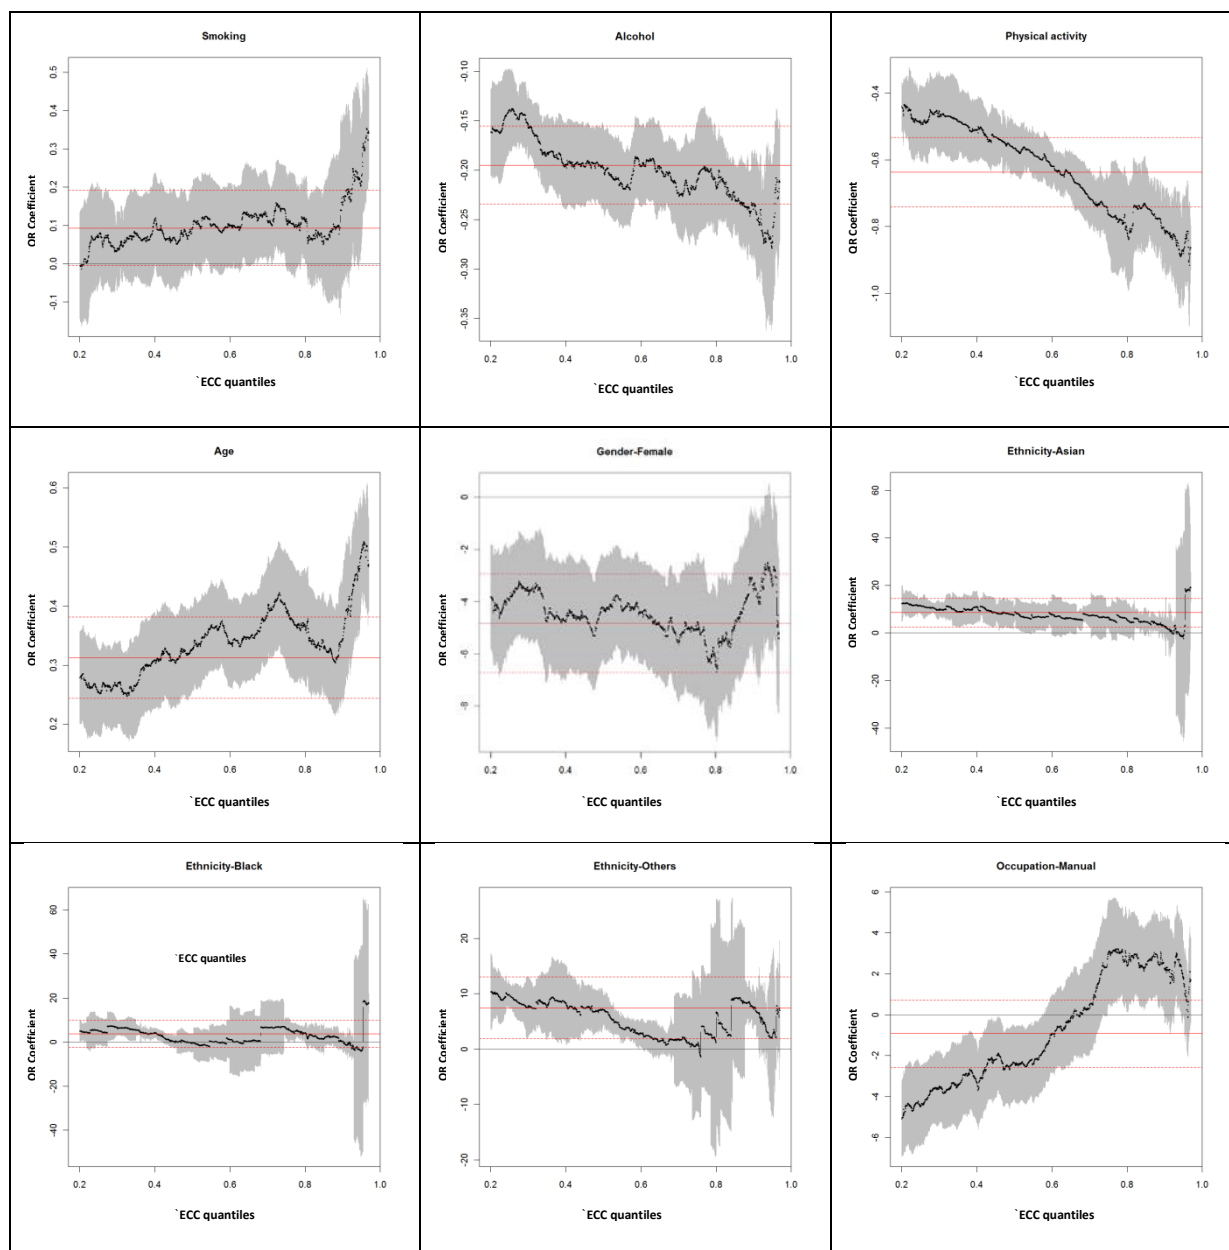 Smoking
QR Coefficient
0.5
0.4
0.3
0.2
0.1
0.0
-0.1
0.2 0.4 0.6 0.8 1.0
`ECC quantiles
Alcohol
QR Coefficient
-0.10
-0.15
-0.20
-0.25
-0.30
-0.35
0.2 0.4 0.6 0.8 1.0
`ECC quantiles
Physical activity
QR Coefficient
-0.4
-0.6
-0.8
-1.0
0.2 0.4 0.6 0.8 1.0
`ECC quantiles
Age
QR Coefficient
0.6
0.5
0.4
0.3
0.2
0.2 0.4 0.6 0.8 1.0
`ECC quantiles
Gender-Female
QR Coefficient
0
-2
-4
-6
-8
0.2 0.4 0.6 0.8 1.0
`ECC quantiles
Ethnicity-Asian
QR Coefficient
60
40
20
0
-20
-40
0.2 0.4 0.6 0.8 1.0
`ECC quantiles
Ethnicity-Black
QR Coefficient
60
40
20
0
-20
-40
`ECC quantiles
0.2 0.4 0.6 0.8 1.0
`ECC quantiles
Ethnicity-Others
QR Coefficient
20
10
0
-10
-20
0.2 0.4 0.6 0.8 1.0
`ECC quantiles
Occupation-Manual
QR Coefficient
6
4
2
0
-2
-4
-6
0.2 0.4 0.6 0.8 1.0
`ECC quantiles